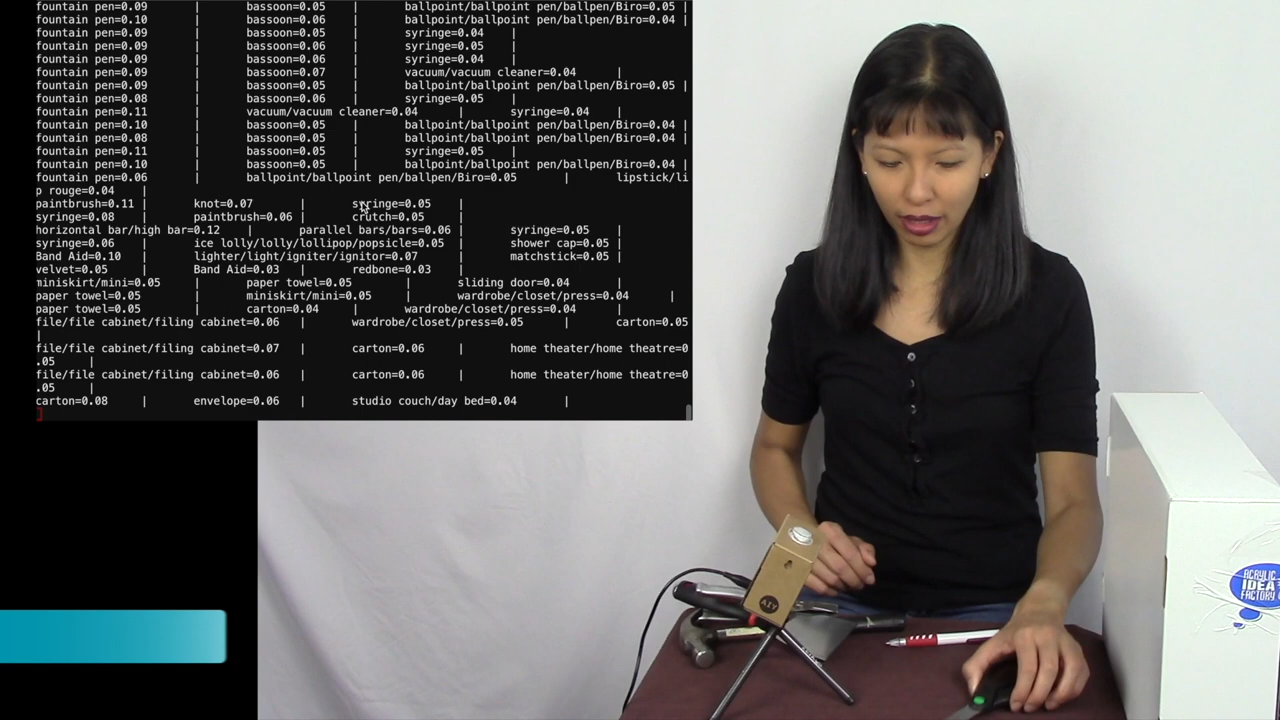 fountain pen=0.09 | bassoon=0.05 | ballpoint/ballpoint pen/ballpen/Biro=0.05 |
fountain pen=0.09 | bassoon=0.06 | ballpoint/ballpoint pen/ballpen/Biro=0.04 |
fountain pen=0.09 | bassoon=0.05 | syringe=0.04 |
fountain pen=0.09 | bassoon=0.06 | syringe=0.05 |
fountain pen=0.09 | bassoon=0.06 | syringe=0.04 |
fountain pen=0.09 | bassoon=0.07 | vacuum/vacuum cleaner=0.04 |
fountain pen=0.09 | bassoon=0.06 | ballpoint/ballpoint pen/ballpen/Biro=0.05 |
fountain pen=0.08 | bassoon=0.06 | syringe=0.05 |
fountain pen=0.11 | vacuum/vacuum cleaner=0.04 | syringe=0.04 |
fountain pen=0.10 | bassoon=0.05 | ballpoint/ballpoint pen/ballpen/Biro=0.04 |
fountain pen=0.08 | bassoon=0.05 | ballpoint/ballpoint pen/ballpen/Biro=0.04 |
fountain pen=0.11 | bassoon=0.05 | syringe=0.05 |
fountain pen=0.10 | bassoon=0.05 | ballpoint/ballpoint pen/ballpen/Biro=0.04 |
fountain pen=0.06 | ballpoint/ballpoint pen/ballpen/Biro=0.05 | lipstick/li
p rouge=0.04 |
paintbrush=0.11 | knot=0.07 | syringe=0.05 |
syringe=0.08 | paintbrush=0.06 | crutch=0.05 |
horizontal bar/high bar=0.12 | parallel bars/bars=0.06 | syringe=0.05 |
syringe=0.06 | ice lolly/lolly/lollipop/popsicle=0.05 | shower cap=0.05 |
Band Aid=0.10 | lighter/light/igniter/ignitor=0.07 | matchstick=0.05 |
velvet=0.05 | Band Aid=0.03 | redbone=0.03 |
miniskirt/mini=0.05 | paper towel=0.05 | sliding door=0.04 |
paper towel=0.05 | miniskirt/mini=0.05 | wardrobe/closet/press=0.04 |
paper towel=0.05 | carton=0.04 | wardrobe/closet/press=0.04 |
file/file cabinet/filing cabinet=0.06 | wardrobe/closet/press=0.05 | carton=0.05
|
file/file cabinet/filing cabinet=0.07 | carton=0.06 | home theater/home theatre=0
.05 |
file/file cabinet/filing cabinet=0.06 | carton=0.06 | home theater/home theatre=0
.05 |
carton=0.08 | envelope=0.06 | studio couch/day bed=0.04 |
AIY
ACRYLIC
IDEA
FACTORY